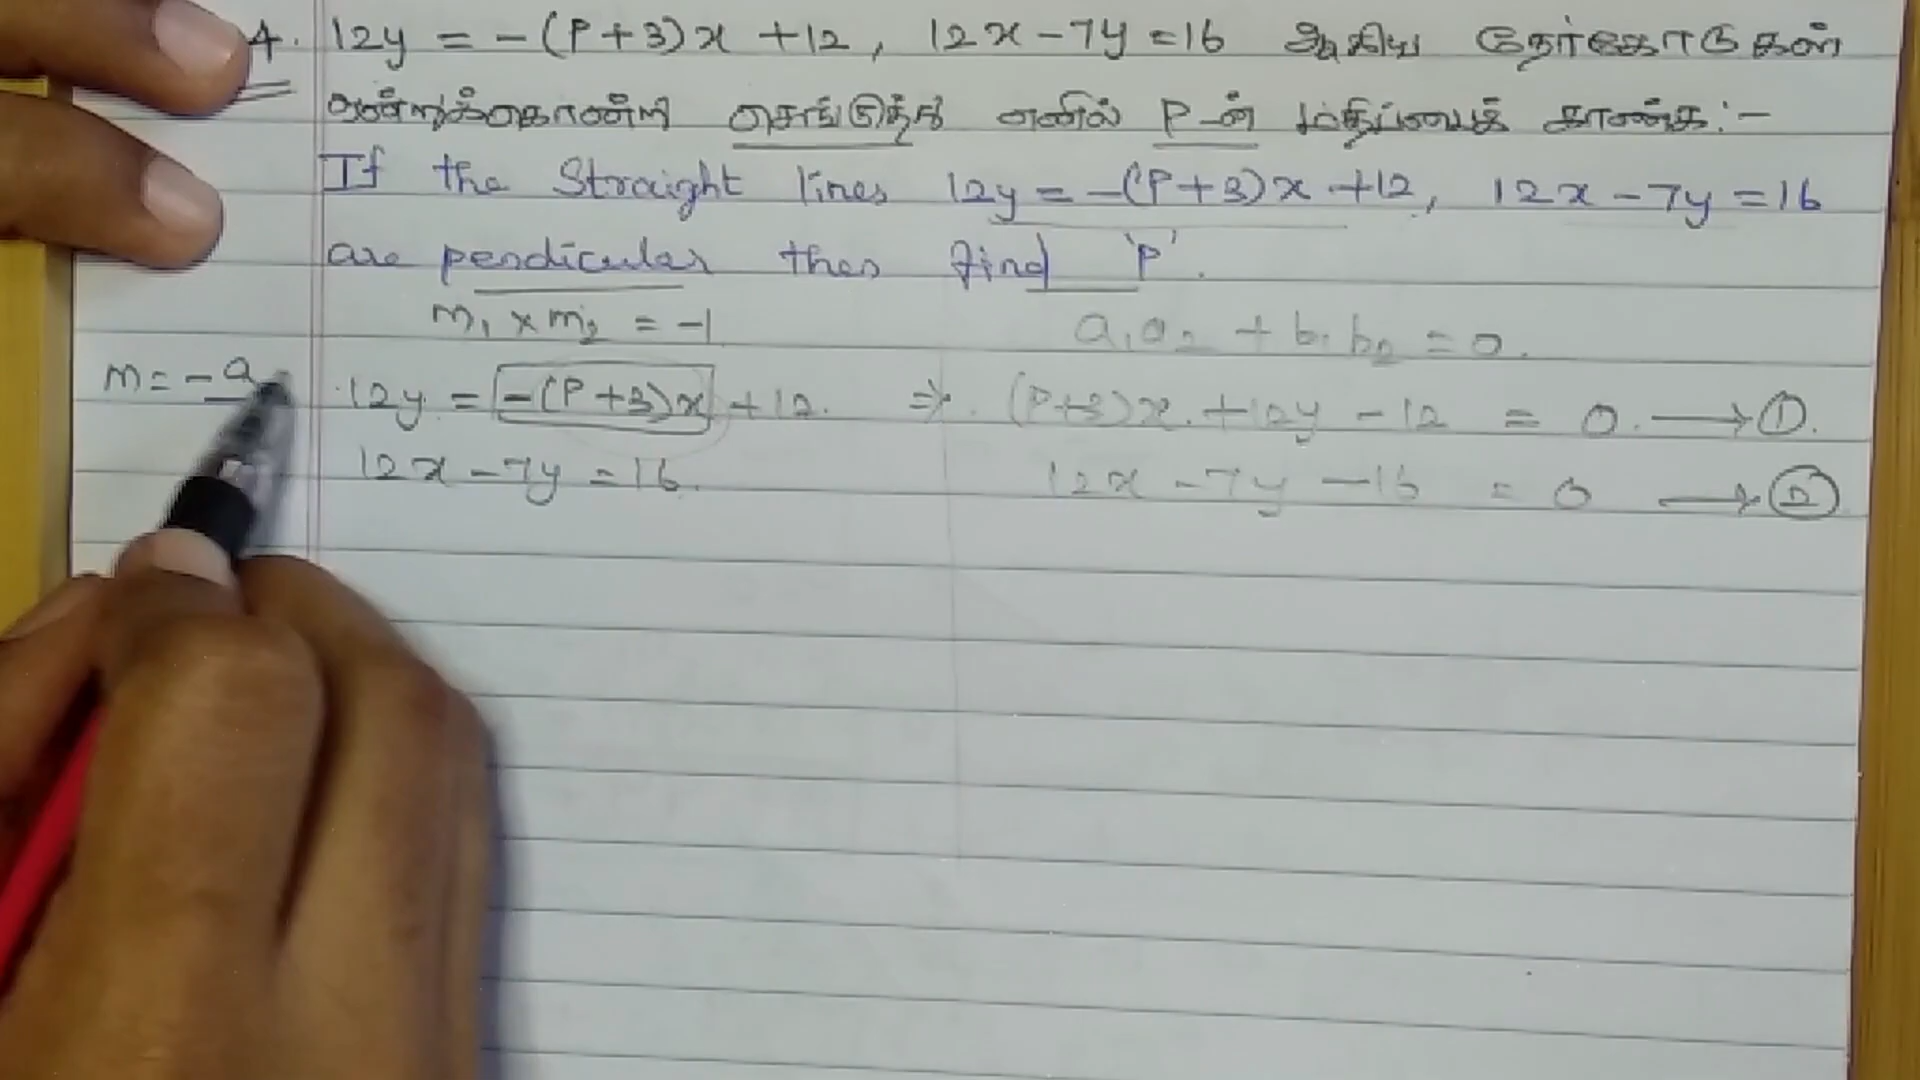 4. 12y = -(P+3)x +12, 12x-7y=16 ஆகிய நேர்கோடுகள்
ஒன்றுக்கொன்று செங்குத்து எனில் P-ன் மதிப்பைக் காண்க:-
If the Straight lines 12y = -(P+3)x +12, 12x-7y=16
are pendicular then find 'p'.
m₁ × m₂ = -1 a₁a₂ + b₁b₂ = 0.
m = -a 12y = -(P+3)x +12. ⇒ (P+3)x +12y -12 = 0. → ①.
12x-7y=16. 12x -7y -16 = 0 → ②